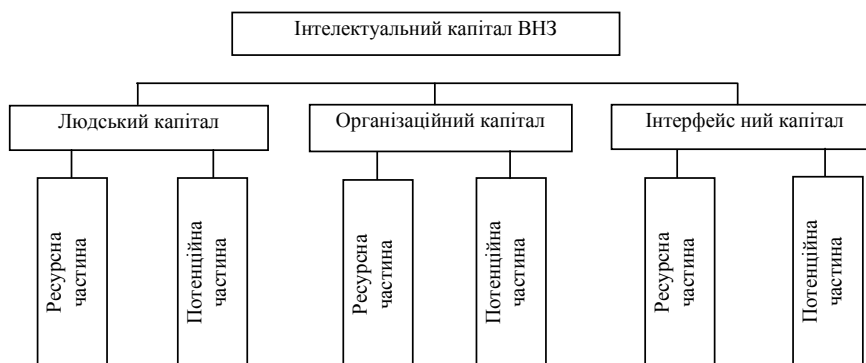 Інтелектуальний капітал ВНЗ
Людський капітал
Організаційний капітал
Інтерфейс ний капітал
Ресурсна
частина
Потенційна
частина
Ресурсна
частина
Потенційна
частина
Ресурсна
частина
Потенційна
частина